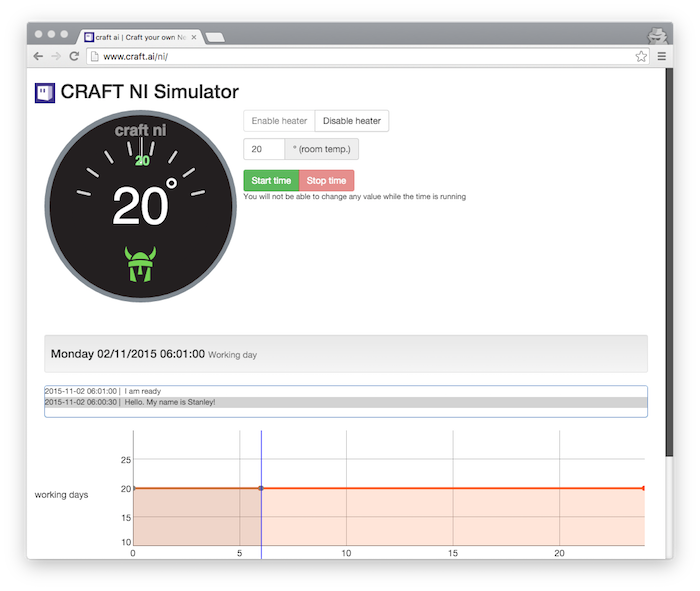 craft ai | Craft your own Ne
www.craft.ai/ni/
CRAFT NI Simulator
craft ni
20
20°
Enable heater
Disable heater
20
° (room temp.)
Start time
Stop time
You will not be able to change any value while the time is running
Monday 02/11/2015 06:01:00 Working day
2015-11-02 06:01:00 | I am ready
2015-11-02 06:00:30 | Hello. My name is Stanley!
working days
25
20
15
10
0
5
10
15
20